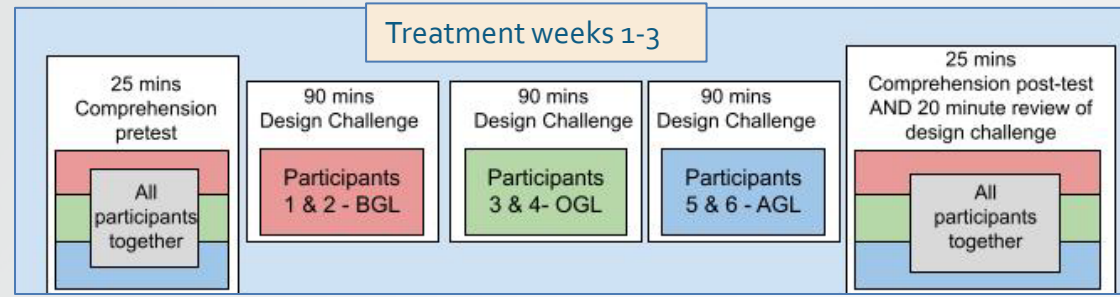 Treatment weeks 1-3
25 mins
Comprehension
pretest
All
participants
together
90 mins
Design Challenge
Participants
1 & 2 - BGL
90 mins
Design Challenge
Participants
3 & 4- OGL
90 mins
Design Challenge
Participants
5 & 6 - AGL
25 mins
Comprehension post-test
AND 20 minute review of
design challenge
All
participants
together